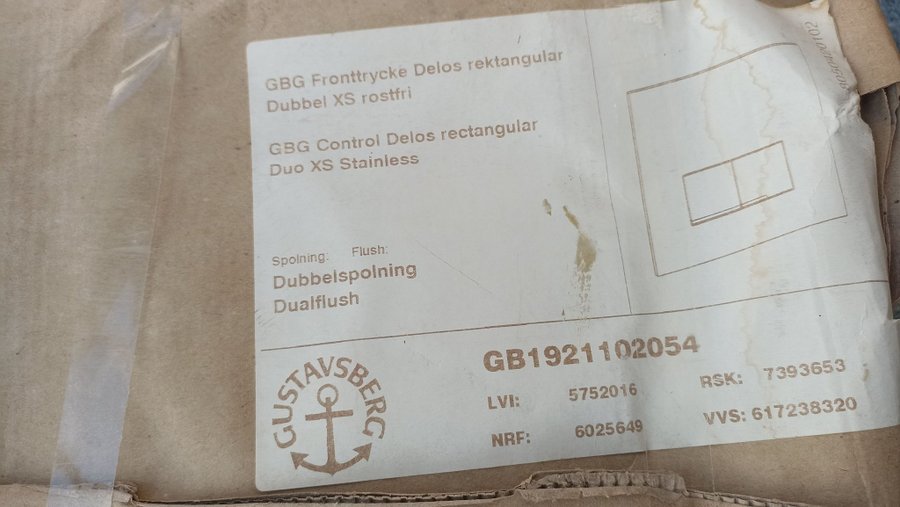 GBG Fronttrycke Delos rektangular
Dubbel XS rostfri
GBG Control Delos rectangular
Duo XS Stainless
Spolning: Flush:
Dubbelspolning
Dualflush
GUSTAVSBERG
GB1921102054
LVI: 5752016
RSK: 7393653
NRF: 6025649
VVS: 617238320